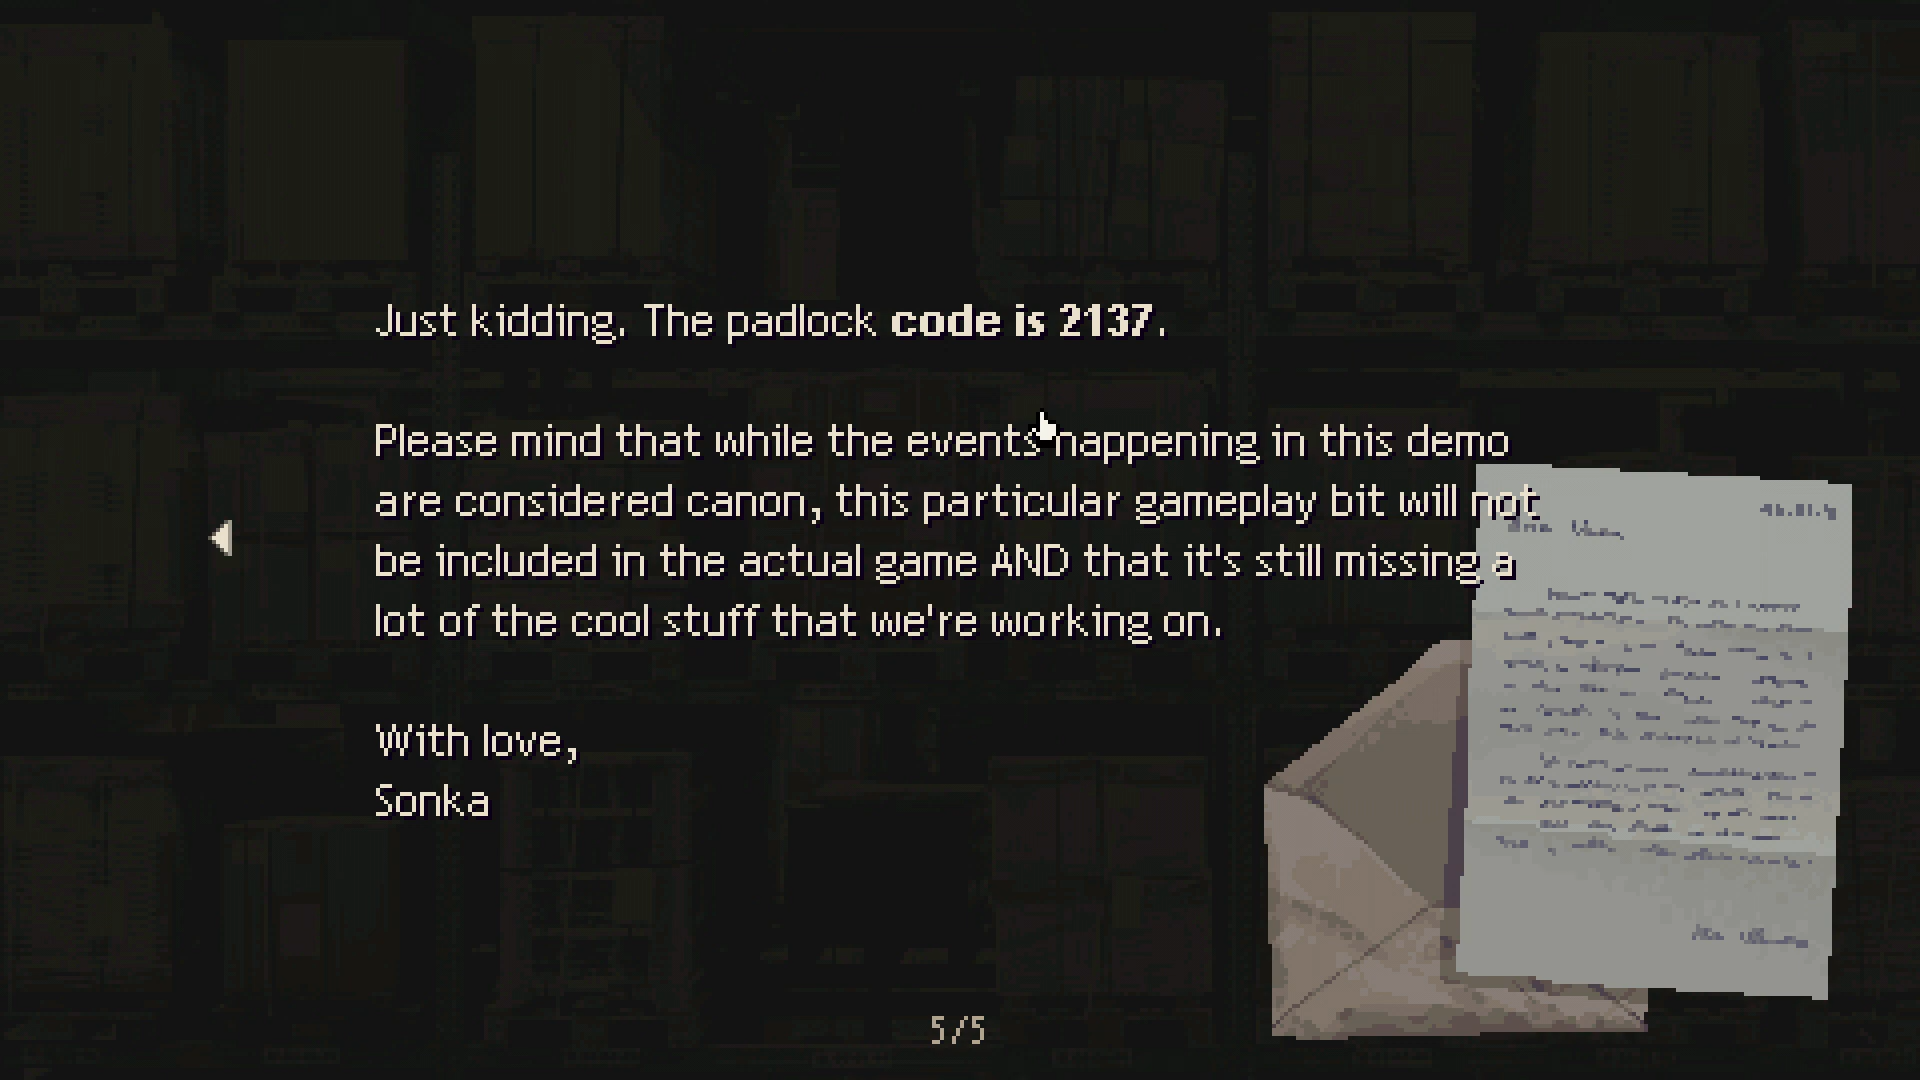 Just kidding. The padlock code is 2137.
Please mind that while the events happening in this demo
are considered canon, this particular gameplay bit will not
be included in the actual game AND that it's still missing a
lot of the cool stuff that we're working on.
With love,
Sonka
5/5